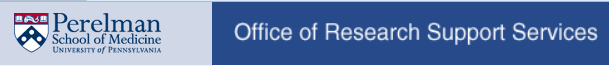 Perelman
School of Medicine
UNIVERSITY of PENNSYLVANIA
Office of Research Support Services